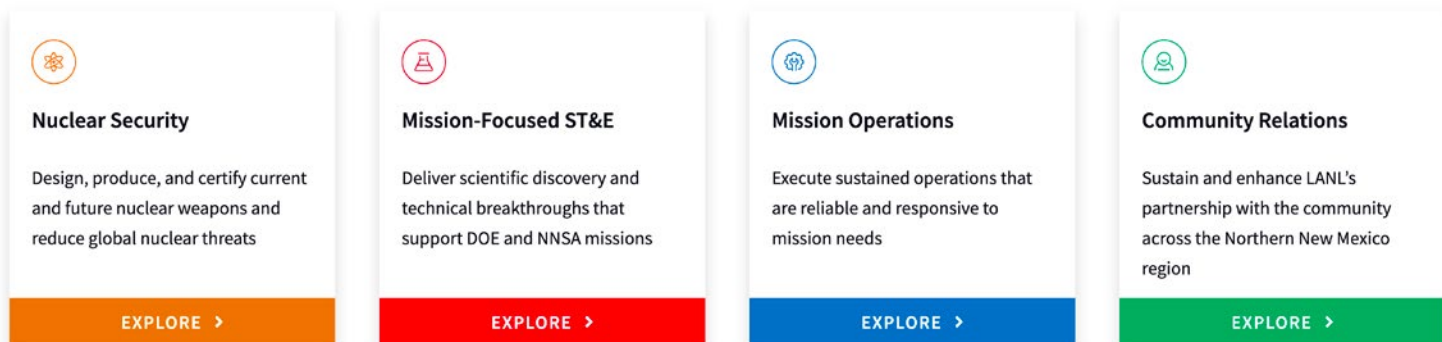 Nuclear Security
Design, produce, and certify current
and future nuclear weapons and
reduce global nuclear threats
EXPLORE >
Mission-Focused ST&E
Deliver scientific discovery and
technical breakthroughs that
support DOE and NNSA missions
EXPLORE >
Mission Operations
Execute sustained operations that
are reliable and responsive to
mission needs
EXPLORE >
Community Relations
Sustain and enhance LANL's
partnership with the community
across the Northern New Mexico
region
EXPLORE >